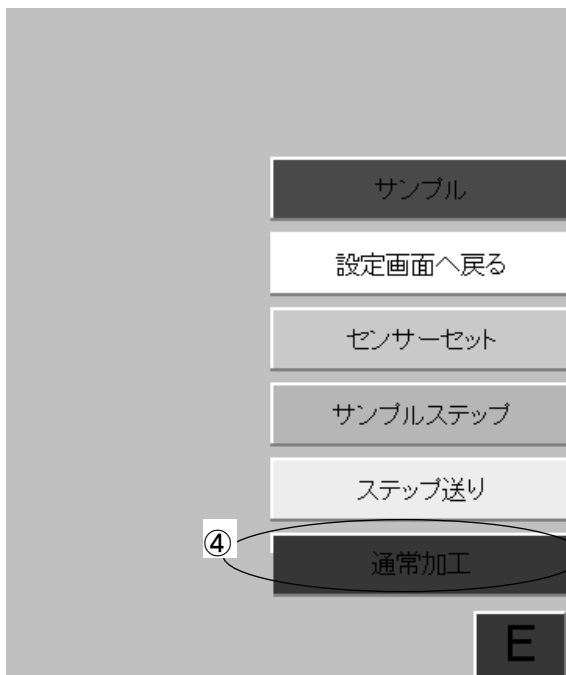 サンプル
設定画面へ戻る
センサーセット
サンプルステップ
ステップ送り
④
通常加工
E